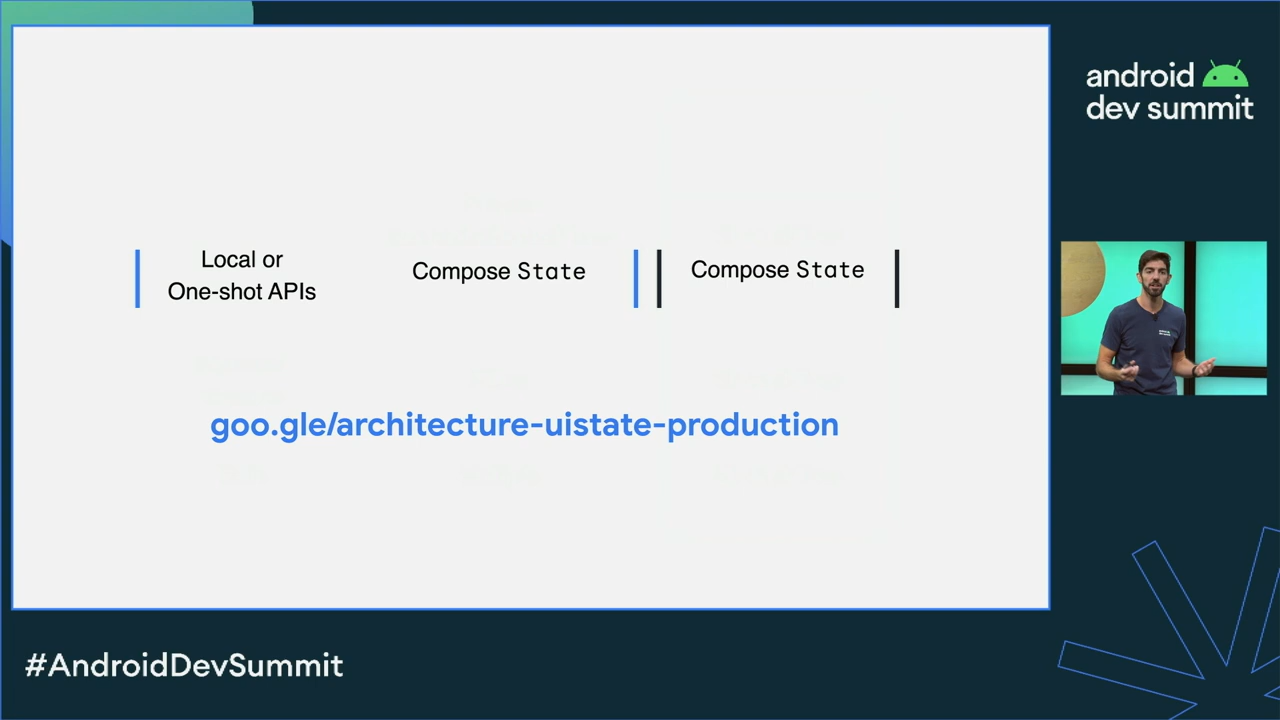 android
dev summit
Local or
One-shot APIs
Compose State
Compose State
goo.gle/architecture-uistate-production
#AndroidDevSummit